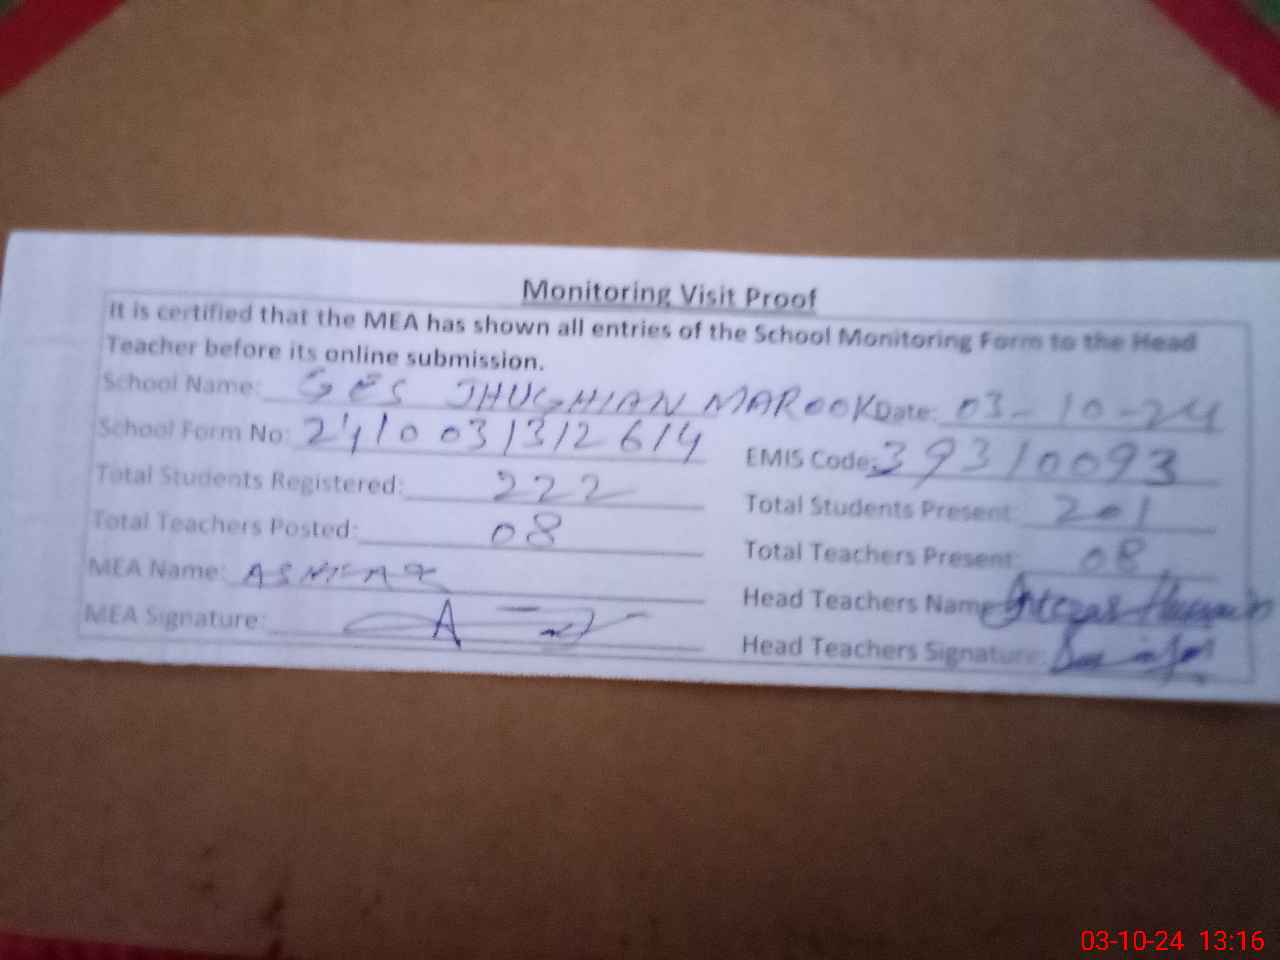 Monitoring Visit Proof
It is certified that the MEA has shown all entries of the School Monitoring Form to the Head
Teacher before its online submission.
School Name: GES JHUGHIAN MAROOK Date: 03-10-24
School Form No: 2410031312614 EMIS Code: 39310093
Total Students Registered: 222 Total Students Present: 201
Total Teachers Posted: 08 Total Teachers Present: 08
MEA Name: Head Teachers Name
MEA Signature: Head Teachers Signature:
03-10-24 13:16